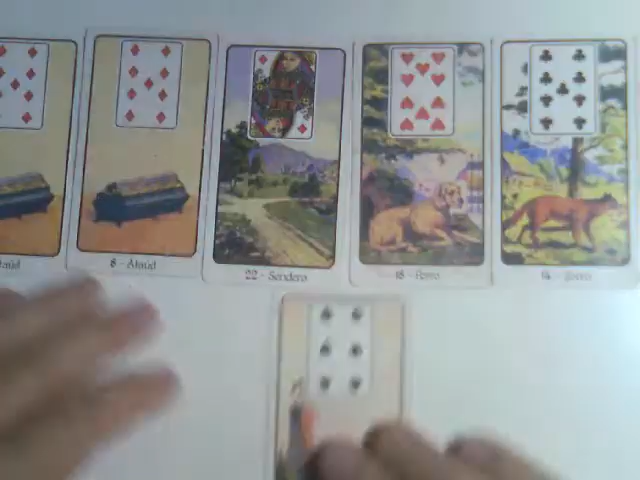 8 - Ataúd
22 - Sendero
18 - Perro
14 - Zorro